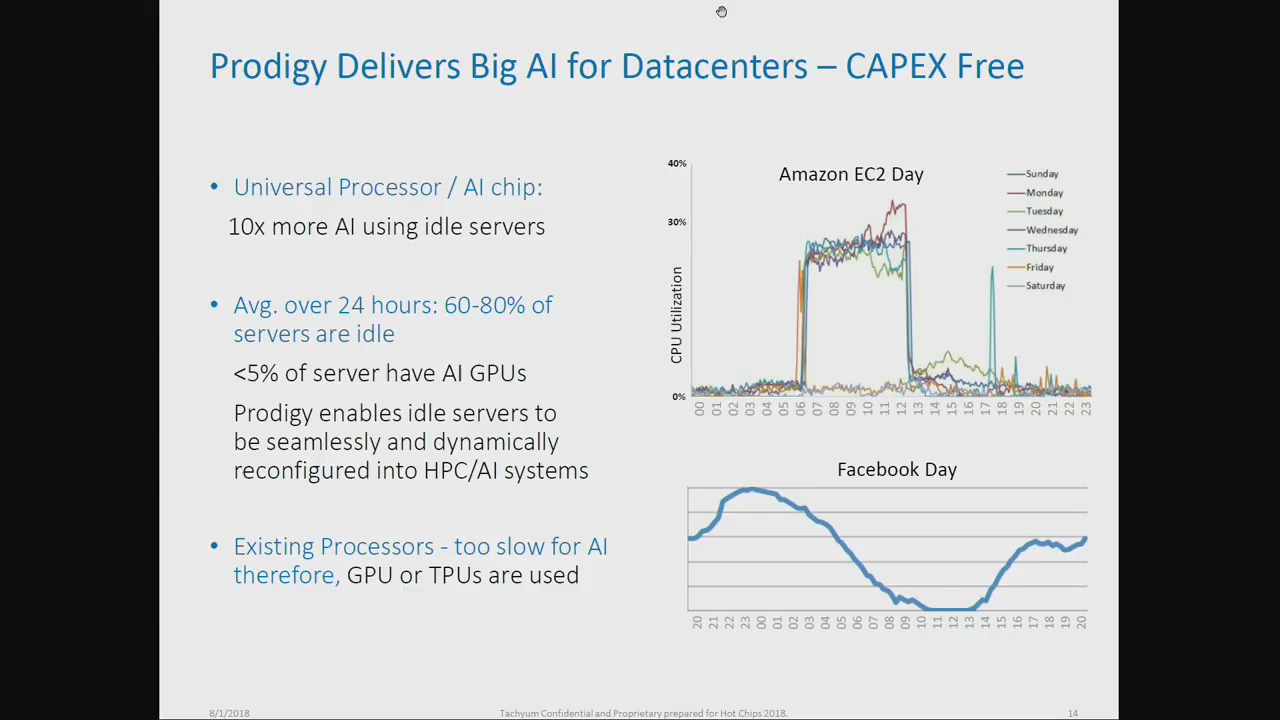 Prodigy Delivers Big AI for Datacenters – CAPEX Free
• Universal Processor / AI chip:
10x more AI using idle servers
• Avg. over 24 hours: 60-80% of
servers are idle
<5% of server have AI GPUs
Prodigy enables idle servers to
be seamlessly and dynamically
reconfigured into HPC/AI systems
• Existing Processors - too slow for AI
therefore, GPU or TPUs are used
Amazon EC2 Day
40%
30%
0%
CPU Utilization
Sunday
Monday
Tuesday
Wednesday
Thursday
Friday
Saturday
00 01 02 03 04 05 06 07 08 09 10 11 12 13 14 15 16 17 18 19 20 21 22 23
Facebook Day
20 21 22 23 00 01 02 03 04 05 06 07 08 09 10 11 12 13 14 15 16 17 18 19 20
8/1/2018
Tachyum Confidential and Proprietary prepared for Hot Chips 2018.
14